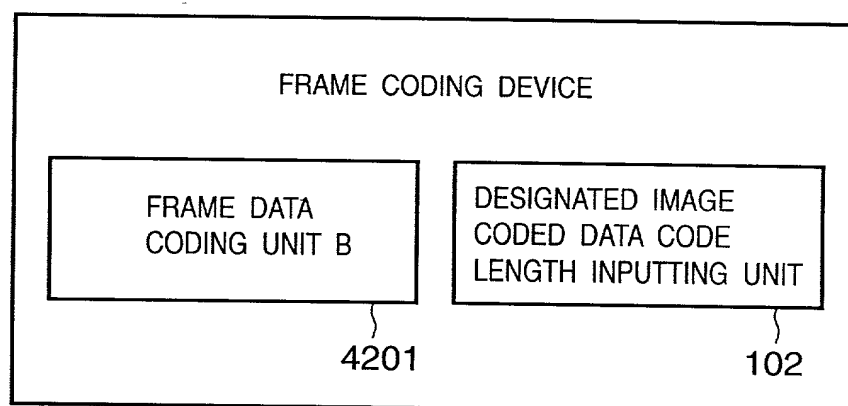 FRAME CODING DEVICE
FRAME DATA
CODING UNIT B
4201
DESIGNATED IMAGE
CODED DATA CODE
LENGTH INPUTTING UNIT
102